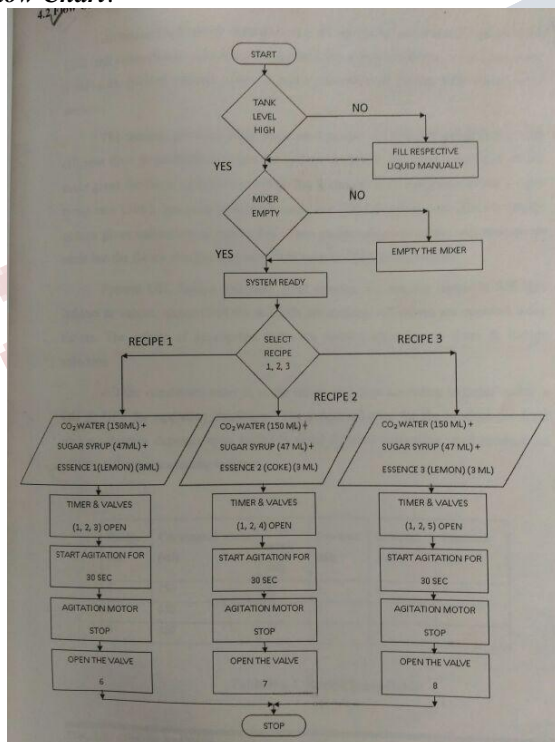 START
TANK
LEVEL
HIGH
NO
FILL RESPECTIVE
LIQUID MANUALLY
YES
MIXER
EMPTY
NO
EMPTY THE MIXER
YES
SYSTEM READY
SELECT
RECIPE
1, 2, 3
RECIPE 1
RECIPE 2
RECIPE 3
CO₂ WATER (150ML) +
SUGAR SYRUP (47ML)+
ESSENCE 1(LEMON) (3ML)
TIMER & VALVES
(1, 2, 3) OPEN
START AGITATION FOR
30 SEC
AGITATION MOTOR
STOP
OPEN THE VALVE
6
CO₂ WATER (150 ML) +
SUGAR SYRUP (47 ML)+
ESSENCE 2 (COKE) (3 ML)
TIMER & VALVES
(1, 2, 4) OPEN
START AGITATION FOR
30 SEC
AGITATION MOTOR
STOP
OPEN THE VALVE
7
CO₂ WATER (150 ML) +
SUGAR SYRUP (47 ML)+
ESSENCE 3 (LEMON) (3 ML)
TIMER & VALVES
(1, 2, 5) OPEN
START AGITATION FOR
30 SEC
AGITATION MOTOR
STOP
OPEN THE VALVE
8
STOP